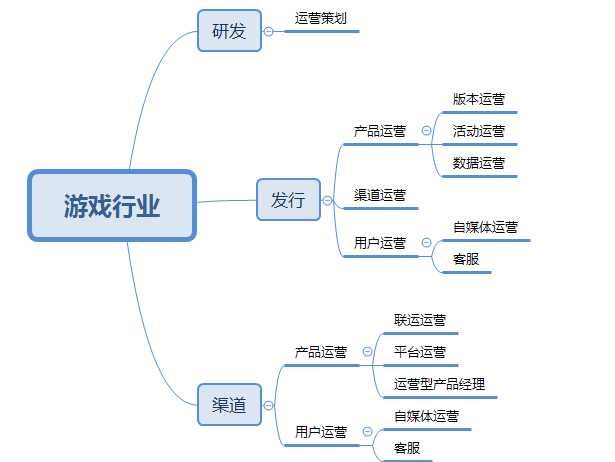 游戏行业
研发
运营策划
发行
产品运营
版本运营
活动运营
数据运营
渠道运营
用户运营
自媒体运营
客服
渠道
产品运营
联运运营
平台运营
运营型产品经理
用户运营
自媒体运营
客服